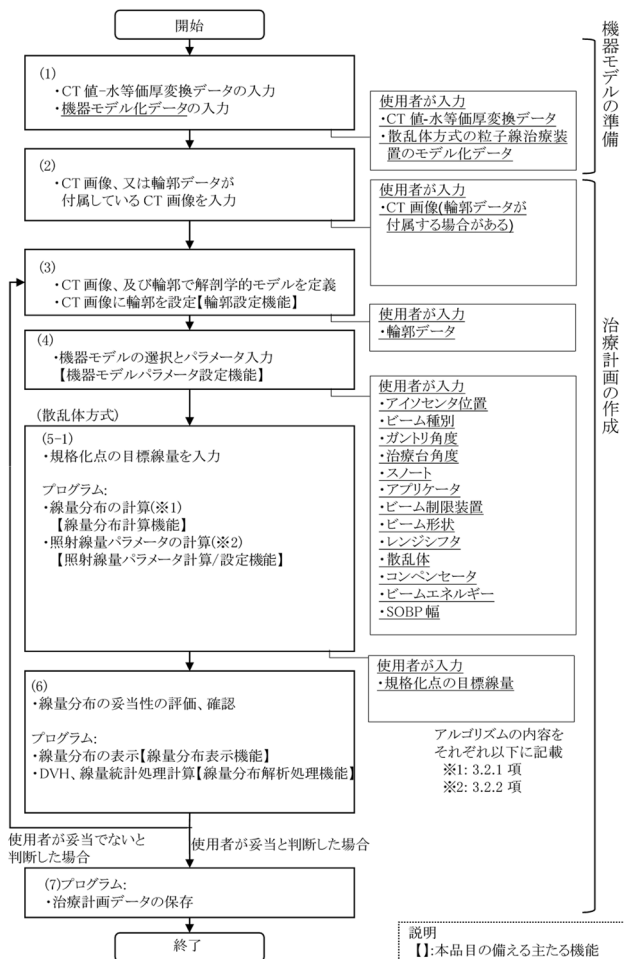 開始
(1)
・CT 値-水等価厚変換データの入力
・機器モデル化データの入力
使用者が入力
・CT 値-水等価厚変換データ
・散乱体方式の粒子線治療装
置のモデル化データ
機器モデルの準備
(2)
・CT 画像、又は輪郭データが
付属している CT 画像を入力
使用者が入力
・CT 画像(輪郭データが
付属する場合がある)
(3)
・CT 画像、及び輪郭で解剖学的モデルを定義
・CT 画像に輪郭を設定【輪郭設定機能】
使用者が入力
・輪郭データ
治療計画の作成
(4)
・機器モデルの選択とパラメータ入力
【機器モデルパラメータ設定機能】
使用者が入力
・アイソセンタ位置
・ビーム種別
・ガントリ角度
・治療台角度
・スノート
・アプリケータ
・ビーム制限装置
・ビーム形状
・レンジシフタ
・散乱体
・コンペンセータ
・ビームエネルギー
・SOBP 幅
(散乱体方式)
(5-1)
・規格化点の目標線量を入力
プログラム:
・線量分布の計算(※1)
【線量分布計算機能】
・照射線量パラメータの計算(※2)
【照射線量パラメータ計算/設定機能】
使用者が入力
・規格化点の目標線量
(6)
・線量分布の妥当性の評価、確認
プログラム:
・線量分布の表示【線量分布表示機能】
・DVH、線量統計処理計算【線量分布解析処理機能】
アルゴリズムの内容を
それぞれ以下に記載
※1: 3.2.1 項
※2: 3.2.2 項
使用者が妥当でないと
判断した場合
使用者が妥当と判断した場合
(7)プログラム:
・治療計画データの保存
終了
説明
【】:本品目の備える主たる機能